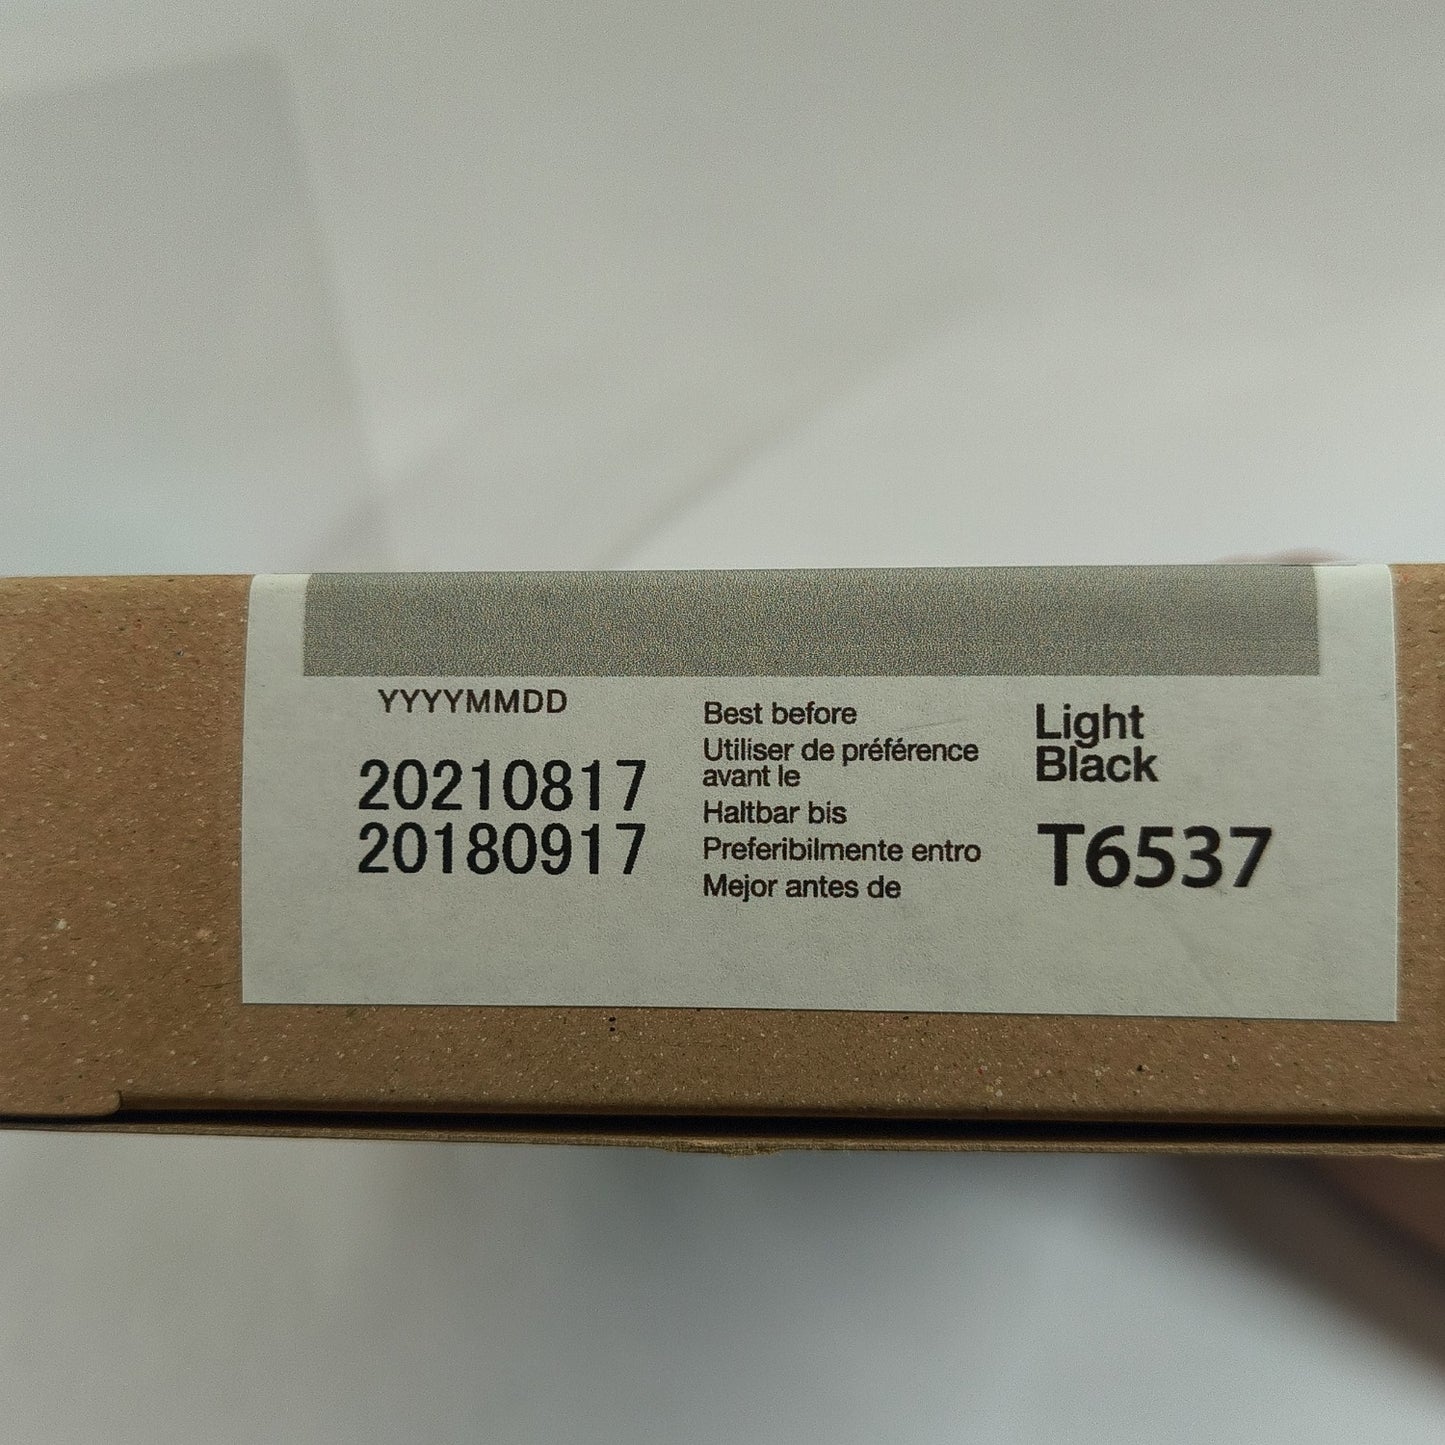 YYYYMMDD
20210817
20180917
Best before
Utiliser de préférence
avant le
Haltbar bis
Preferibilmente entro
Mejor antes de
Light
Black
T6537